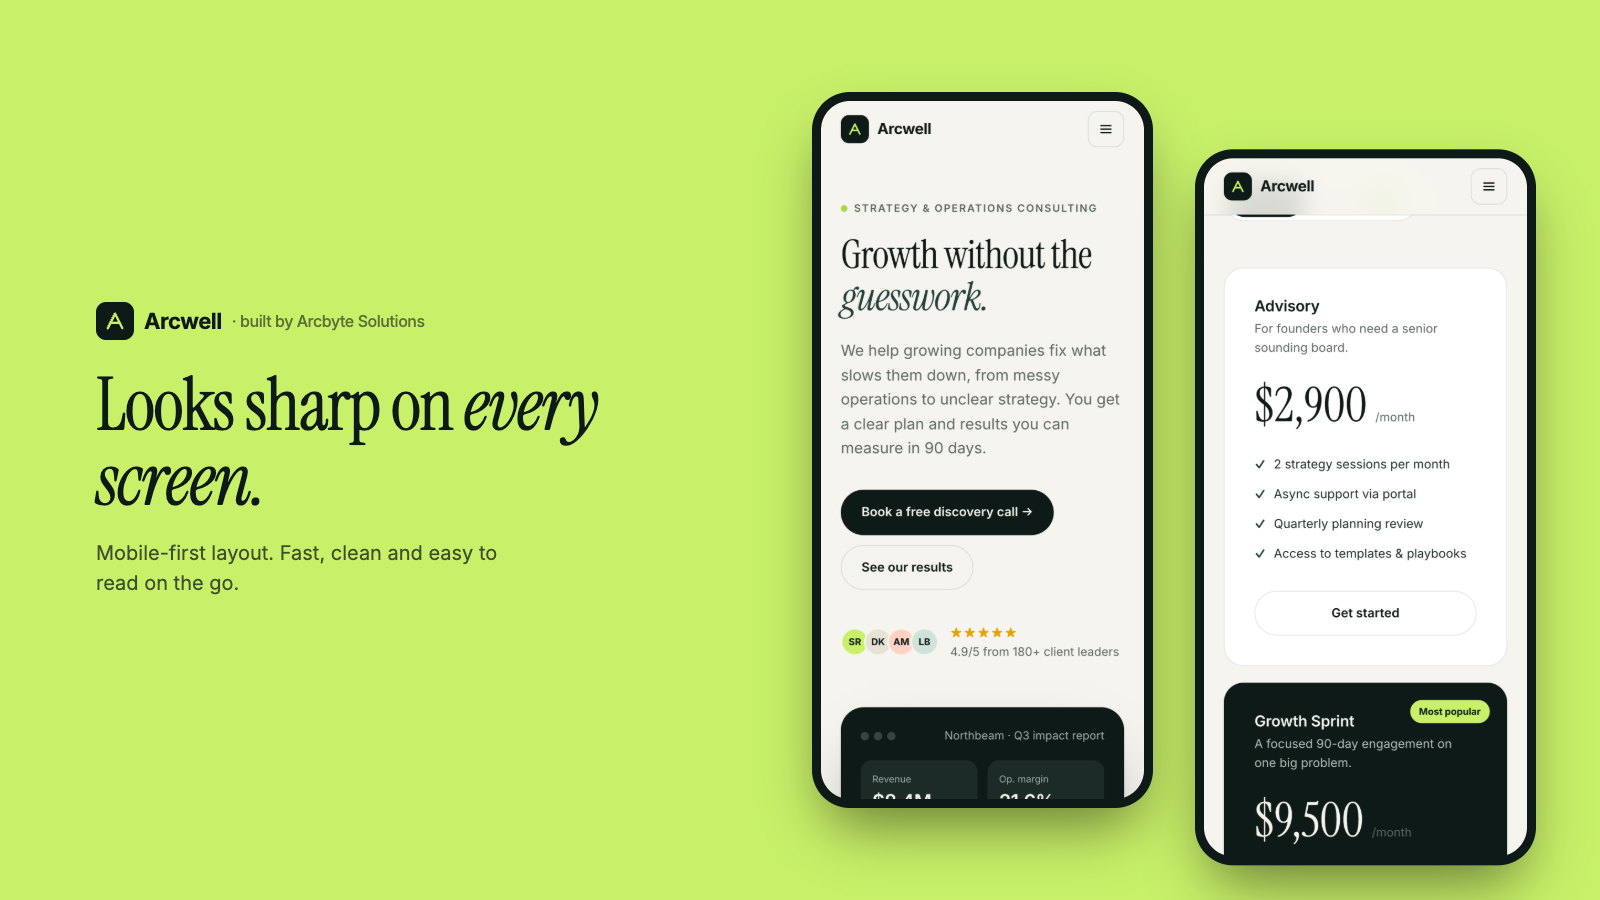 Arcwell · built by Arcbyte Solutions
Looks sharp on every
screen.
Mobile-first layout. Fast, clean and easy to
read on the go.
Arcwell
STRATEGY & OPERATIONS CONSULTING
Growth without the
guesswork.
We help growing companies fix what
slows them down, from messy
operations to unclear strategy. You get
a clear plan and results you can
measure in 90 days.
Book a free discovery call →
See our results
SR DK AM LB
★★★★★
4.9/5 from 180+ client leaders
Northbeam · Q3 impact report
Revenue Op. margin
Arcwell
Advisory
For founders who need a senior
sounding board.
$2,900 /month
✓ 2 strategy sessions per month
✓ Async support via portal
✓ Quarterly planning review
✓ Access to templates & playbooks
Get started
Most popular
Growth Sprint
A focused 90-day engagement on
one big problem.
$9,500 /month